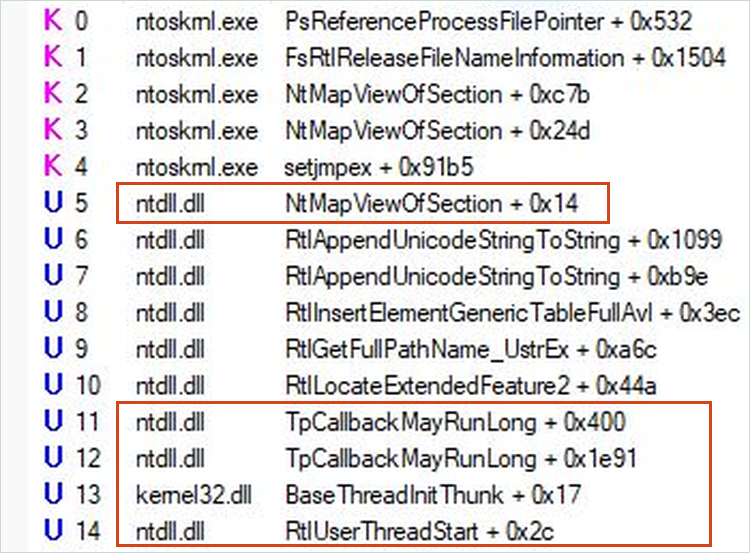 K 0 ntoskrnl.exe PsReferenceProcessFilePointer + 0x532
K 1 ntoskrnl.exe FsRtlReleaseFileNameInformation + 0x1504
K 2 ntoskrnl.exe NtMapViewOfSection + 0xc7b
K 3 ntoskrnl.exe NtMapViewOfSection + 0x24d
K 4 ntoskrnl.exe setjmpex + 0x91b5
U 5 ntdll.dll NtMapViewOfSection + 0x14
U 6 ntdll.dll RtlAppendUnicodeStringToString + 0x1099
U 7 ntdll.dll RtlAppendUnicodeStringToString + 0xb9e
U 8 ntdll.dll RtlInsertElementGenericTableFullAvl + 0x3ec
U 9 ntdll.dll RtlGetFullPathName_UstrEx + 0xa6c
U 10 ntdll.dll RtlLocateExtendedFeature2 + 0x44a
U 11 ntdll.dll TpCallbackMayRunLong + 0x400
U 12 ntdll.dll TpCallbackMayRunLong + 0x1e91
U 13 kernel32.dll BaseThreadInitThunk + 0x17
U 14 ntdll.dll RtlUserThreadStart + 0x2c